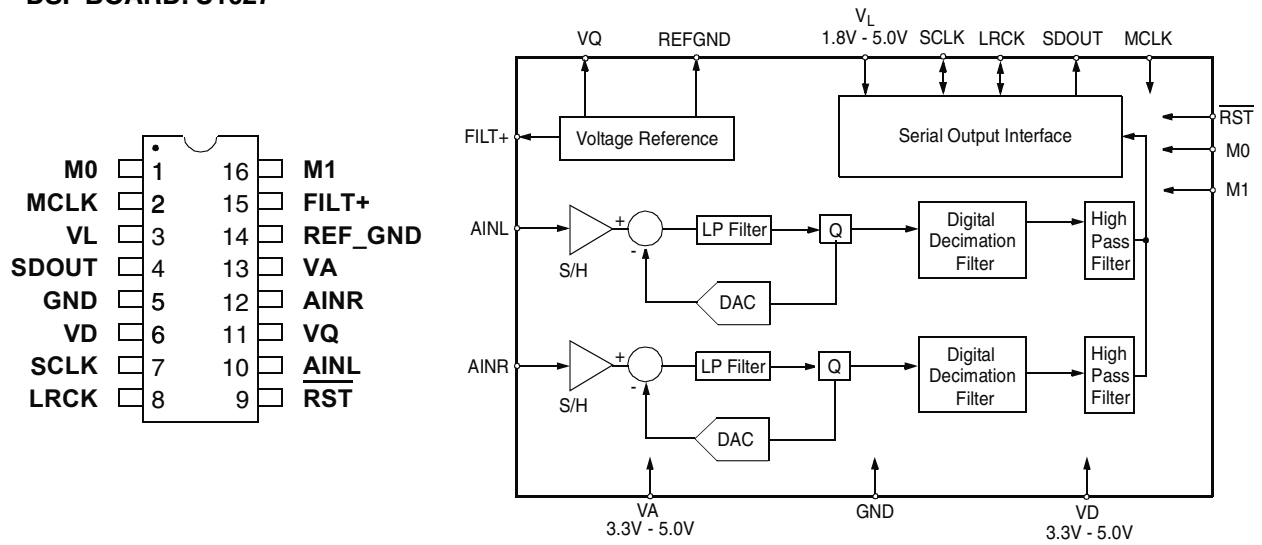 DSP BOARD:
M0 1 16 M1
MCLK 2 15 FILT+
VL 3 14 REF_GND
SDOUT 4 13 VA
GND 5 12 AINR
VD 6 11 VQ
SCLK 7 10 AINL
LRCK 8 9 RST
VQ REFGND VL SCLK LRCK SDOUT MCLK
1.8V - 5.0V
FILT+ Voltage Reference Serial Output Interface RST
M0
M1
AINL S/H + - LP Filter Q DAC
Digital
Decimation
Filter
High
Pass
Filter
AINR S/H + - LP Filter Q DAC
Digital
Decimation
Filter
High
Pass
Filter
VA
3.3V - 5.0V
GND
VD
3.3V - 5.0V